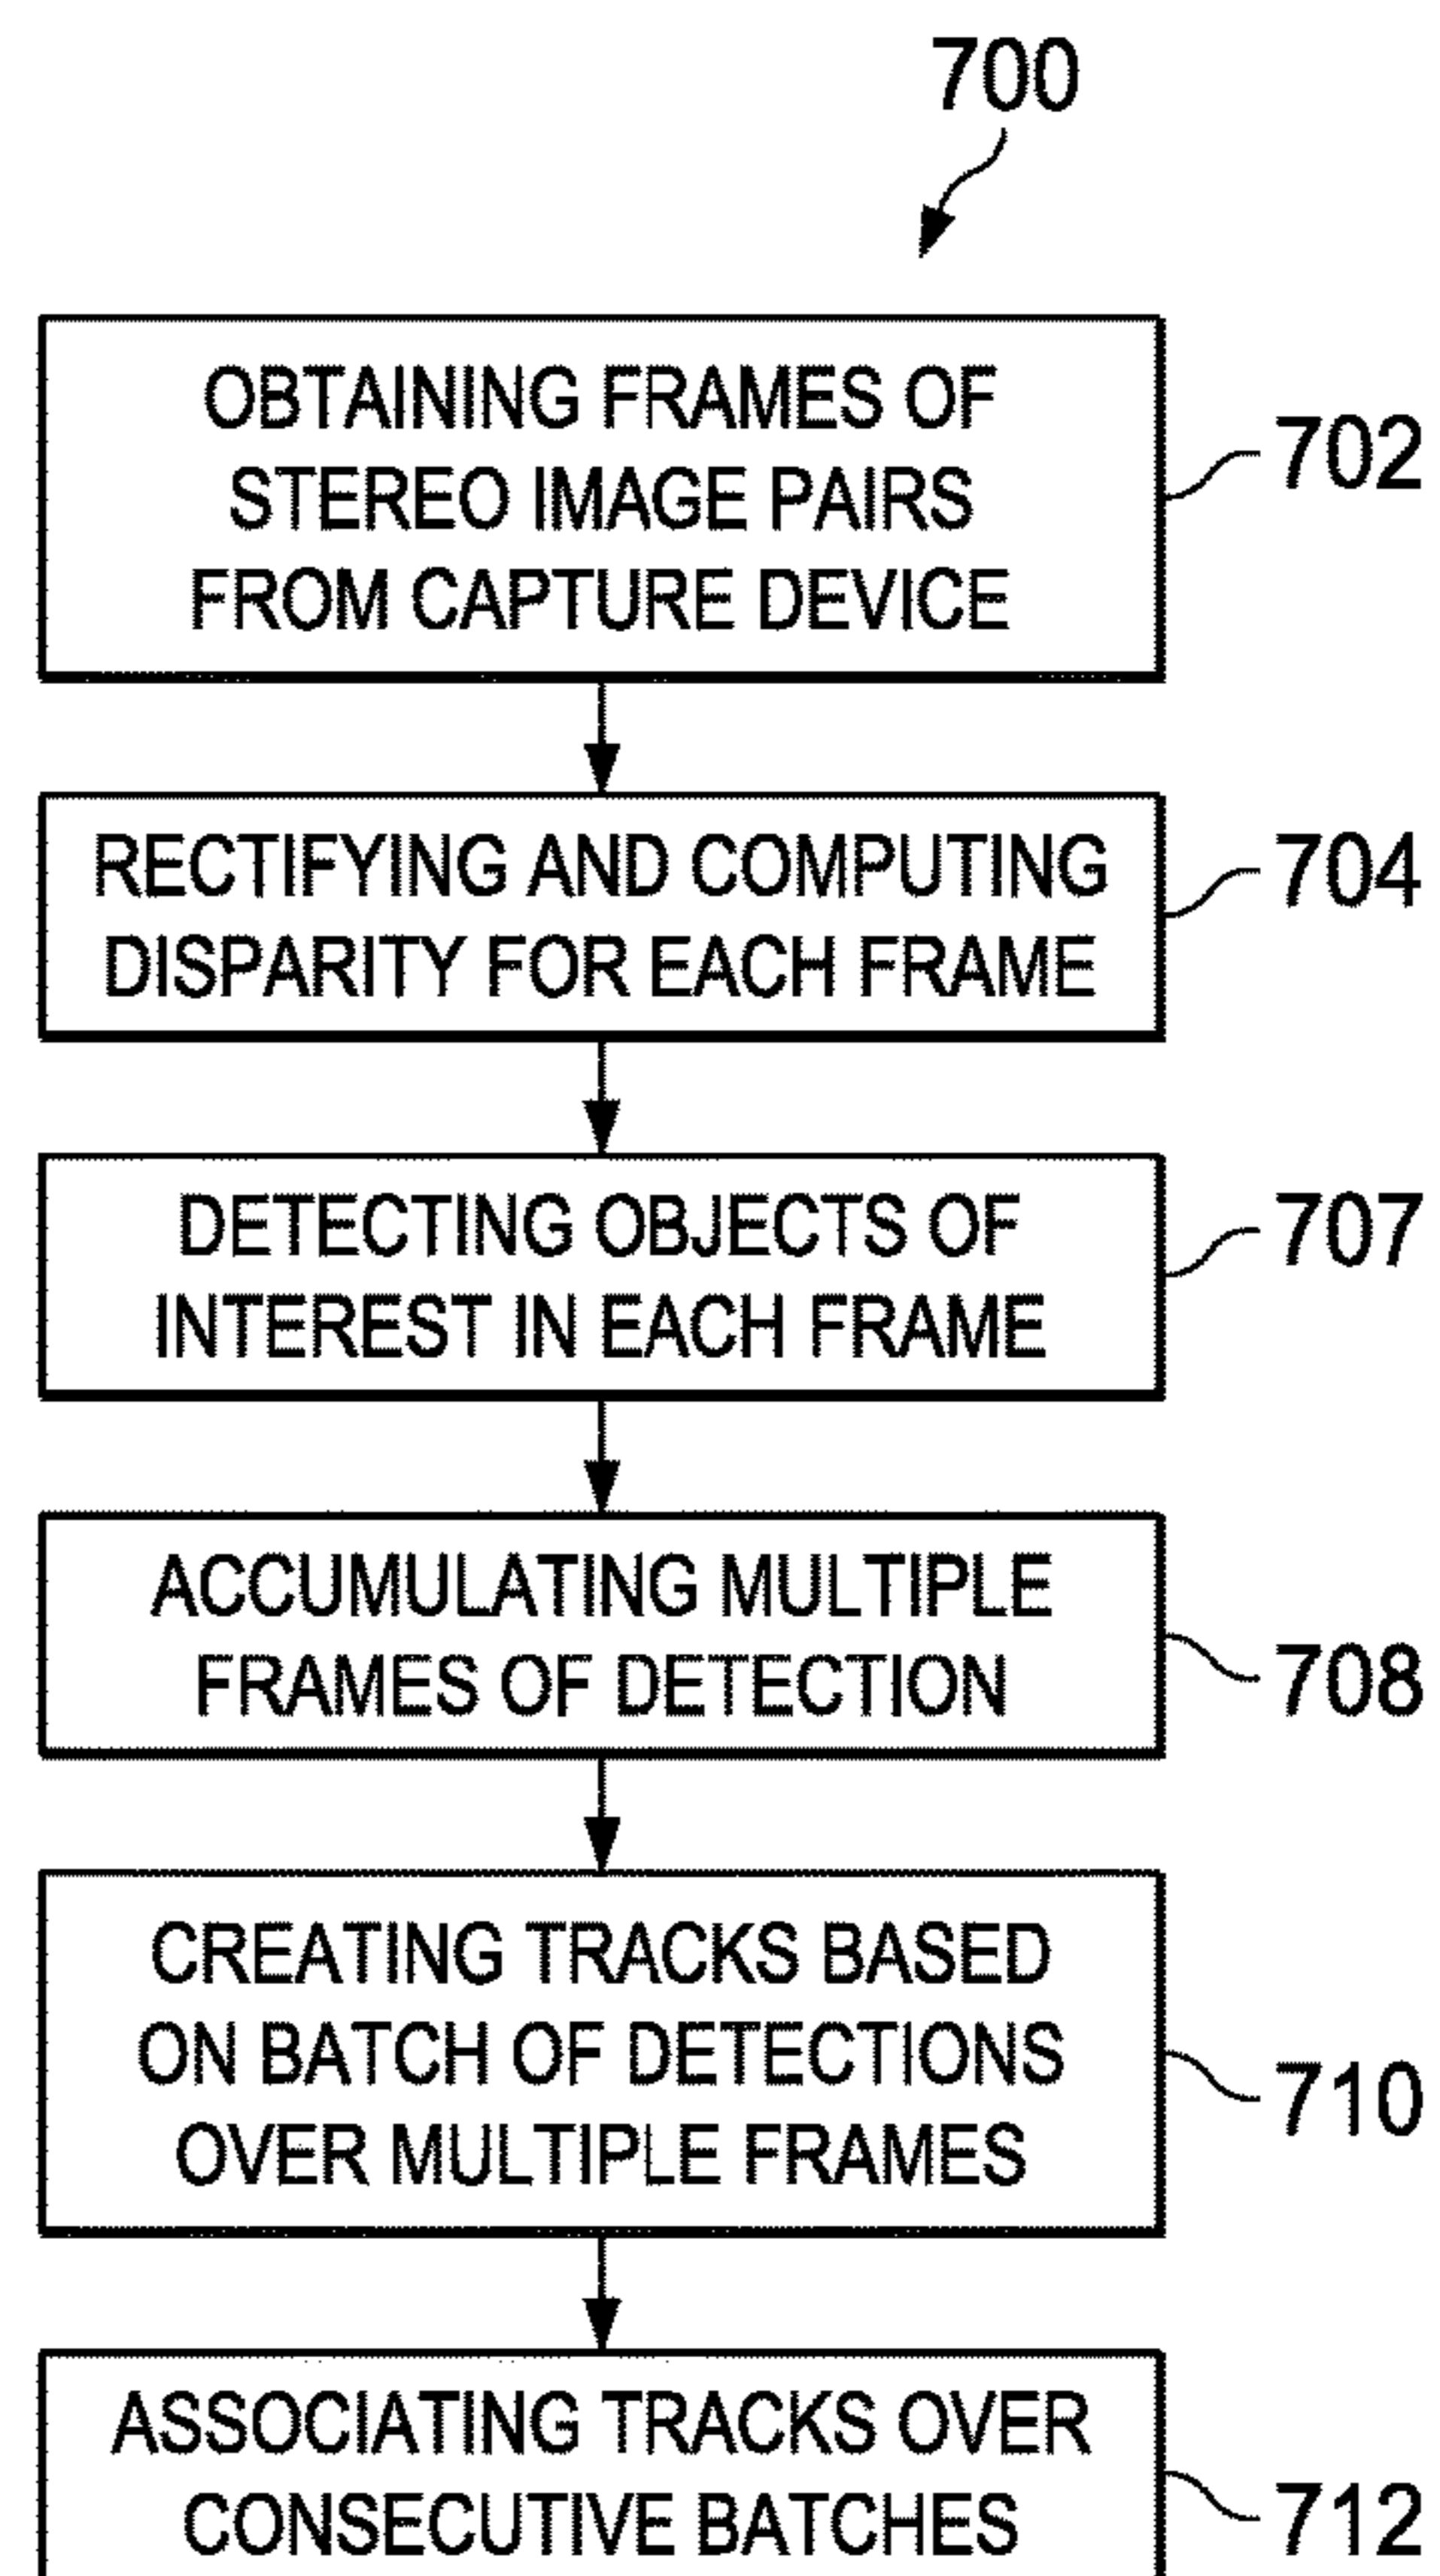 700
OBTAINING FRAMES OF
STEREO IMAGE PAIRS
FROM CAPTURE DEVICE
702
RECTIFYING AND COMPUTING
DISPARITY FOR EACH FRAME
704
DETECTING OBJECTS OF
INTEREST IN EACH FRAME
707
ACCUMULATING MULTIPLE
FRAMES OF DETECTION
708
CREATING TRACKS BASED
ON BATCH OF DETECTIONS
OVER MULTIPLE FRAMES
710
ASSOCIATING TRACKS OVER
CONSECUTIVE BATCHES
712